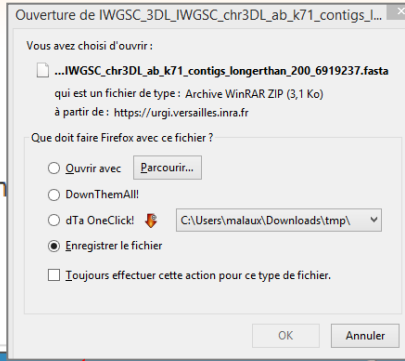 Ouverture de IWGSC_3DL_IWGSC_chr3DL_ab_k71_contigs_l...
Vous avez choisi d'ouvrir :
...IWGSC_chr3DL_ab_k71_contigs_longerthan_200_6919237.fasta
qui est un fichier de type : Archive WinRAR ZIP (3,1 Ko)
à partir de : https://urgi.versailles.inra.fr
Que doit faire Firefox avec ce fichier ?
Ouvrir avec Parcourir...
DownThemAll!
dTa OneClick! C:\Users\malaux\Downloads\tmp\
Enregistrer le fichier
Toujours effectuer cette action pour ce type de fichier.
OK Annuler